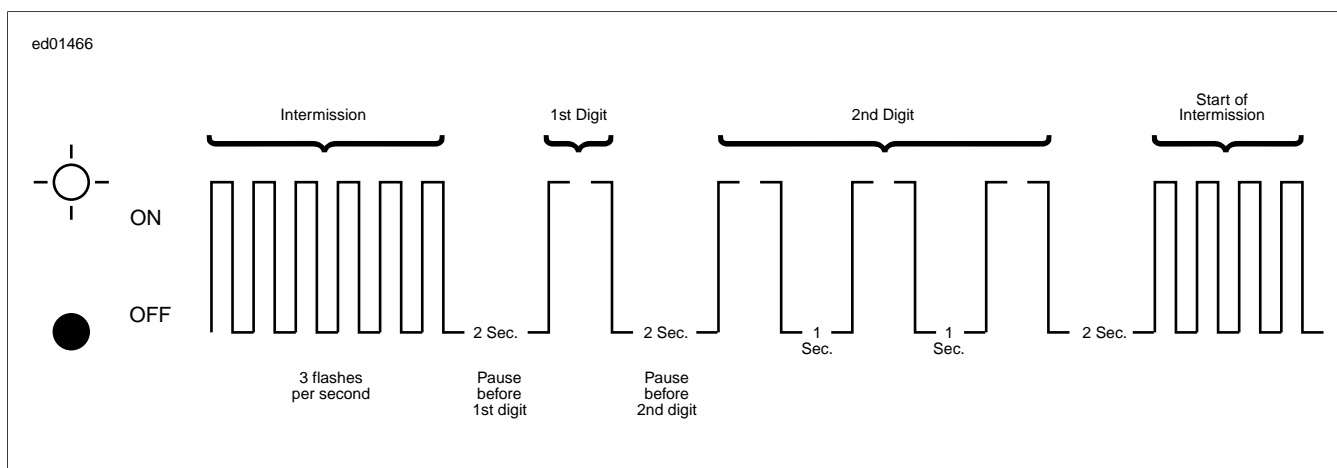 ed01466
Intermission
1st Digit
2nd Digit
Start of
Intermission
ON
OFF
2 Sec.
2 Sec.
1
Sec.
1
Sec.
2 Sec.
3 flashes
per second
Pause
before
1st digit
Pause
before
2nd digit